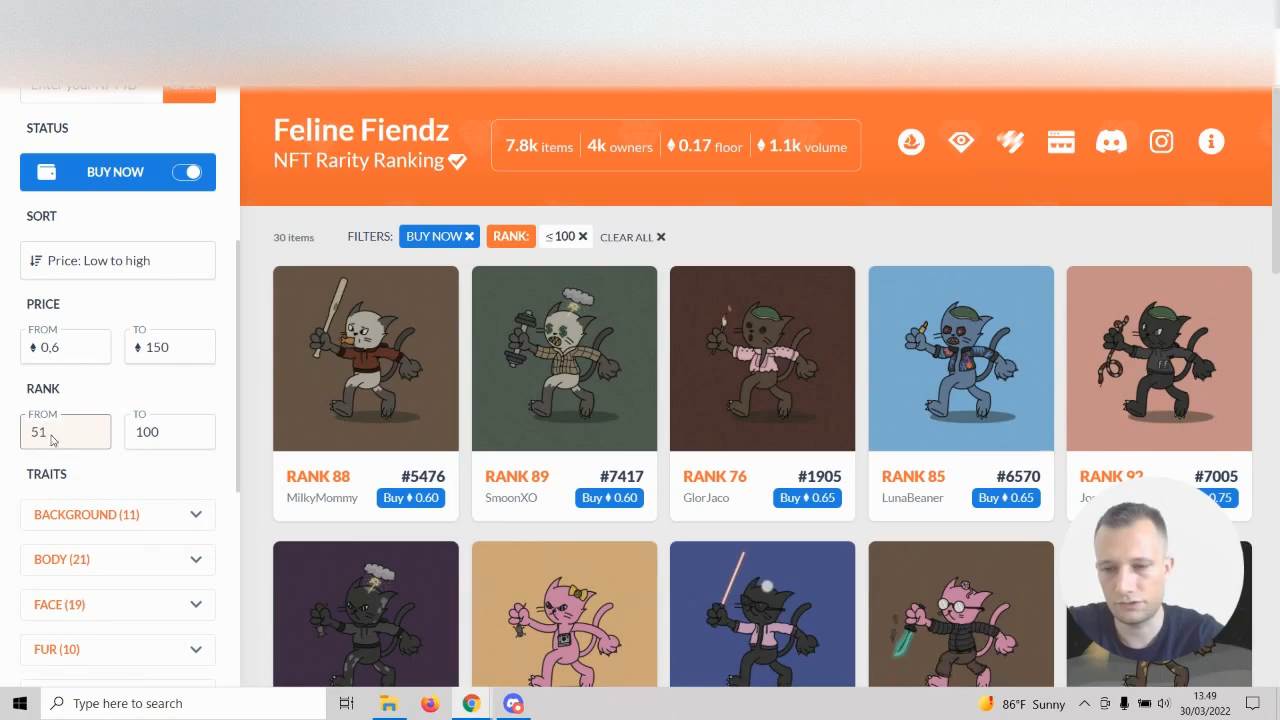 STATUS
BUY NOW
SORT
Price: Low to high
PRICE
FROM
0,6
TO
150
RANK
FROM
51
TO
100
TRAITS
BACKGROUND (11)
BODY (21)
FACE (19)
FUR (10)
Feline Fiendz
NFT Rarity Ranking
7.8k items
4k owners
0.17 floor
1.1k volume
30 items
FILTERS:
BUY NOW ×
RANK:
≤100 ×
CLEAR ALL ×
RANK 88 #5476
MilkyMommy Buy 0.60
RANK 89 #7417
SmoonXO Buy 0.60
RANK 76 #1905
GlorJaco Buy 0.65
RANK 85 #6570
LunaBeaner Buy 0.65
RANK 92 #7005
0.75
Type here to search
86°F Sunny
13.49
30/03/2022